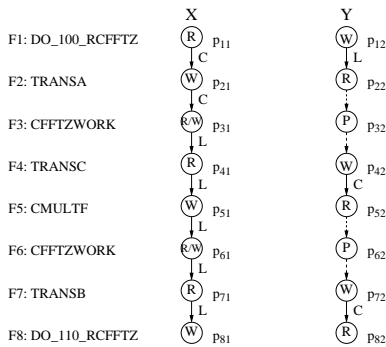 X Y
F1: DO_100_RCFFTZ R p11 W p12
C L
F2: TRANSA W p21 R p22
C
F3: CFFTZWORK R/W p31 P p32
L
F4: TRANSC R p41 W p42
L C
F5: CMULTF W p51 R p52
L
F6: CFFTZWORK R/W p61 P p62
L
F7: TRANSB R p71 W p72
L C
F8: DO_110_RCFFTZ W p81 R p82